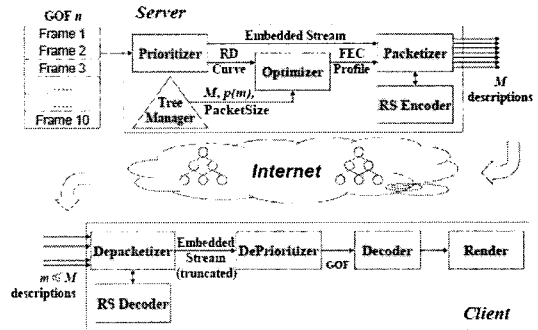 GOF n
Server
Frame 1
Frame 2
Frame 3
.....
.....
Frame 10
Embedded Stream
Prioritizer
RD
Curve
Optimizer
FEC
Profile
Packetizer
M, p(m),
PacketSize
Tree
Manager
RS Encoder
M
descriptions
Internet
Depacketizer
Embedded
Stream
(truncated)
DePrioritizer
GOF
Decoder
Render
m ≤ M
descriptions
RS Decoder
Client